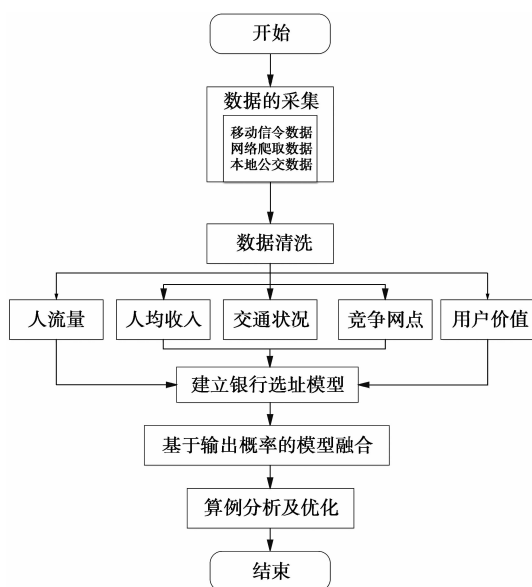 开始
数据的采集
移动信令数据
网络爬取数据
本地公交数据
数据清洗
人流量
人均收入
交通状况
竞争网点
用户价值
建立银行选址模型
基于输出概率的模型融合
算例分析及优化
结束